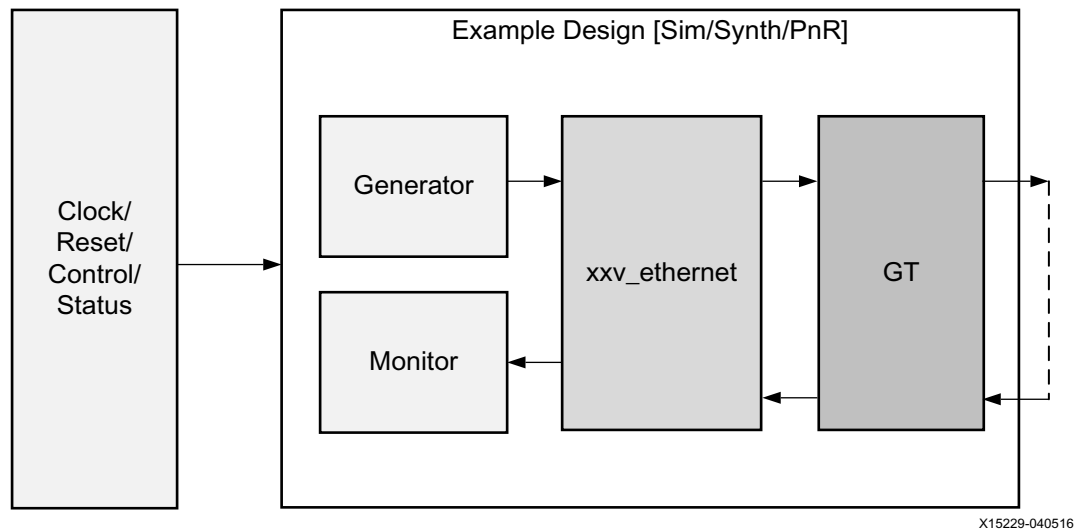 Example Design [Sim/Synth/PnR]
Clock/
Reset/
Control/
Status
Generator
Monitor
xxv_ethernet
GT
X15229-040516